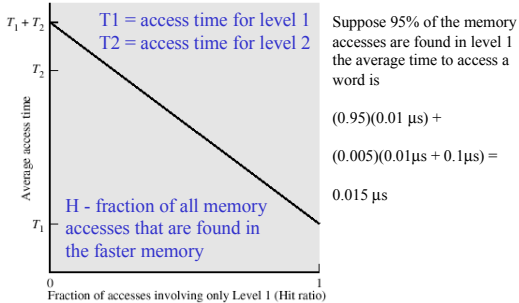 T1 + T2
T1 = access time for level 1
T2 = access time for level 2
T2
Average access time
T1
H - fraction of all memory
accesses that are found in
the faster memory
0
1
Fraction of accesses involving only Level 1 (Hit ratio)
Suppose 95% of the memory
accesses are found in level 1
the average time to access a
word is
(0.95)(0.01 μs) +
(0.005)(0.01μs + 0.1μs) =
0.015 μs